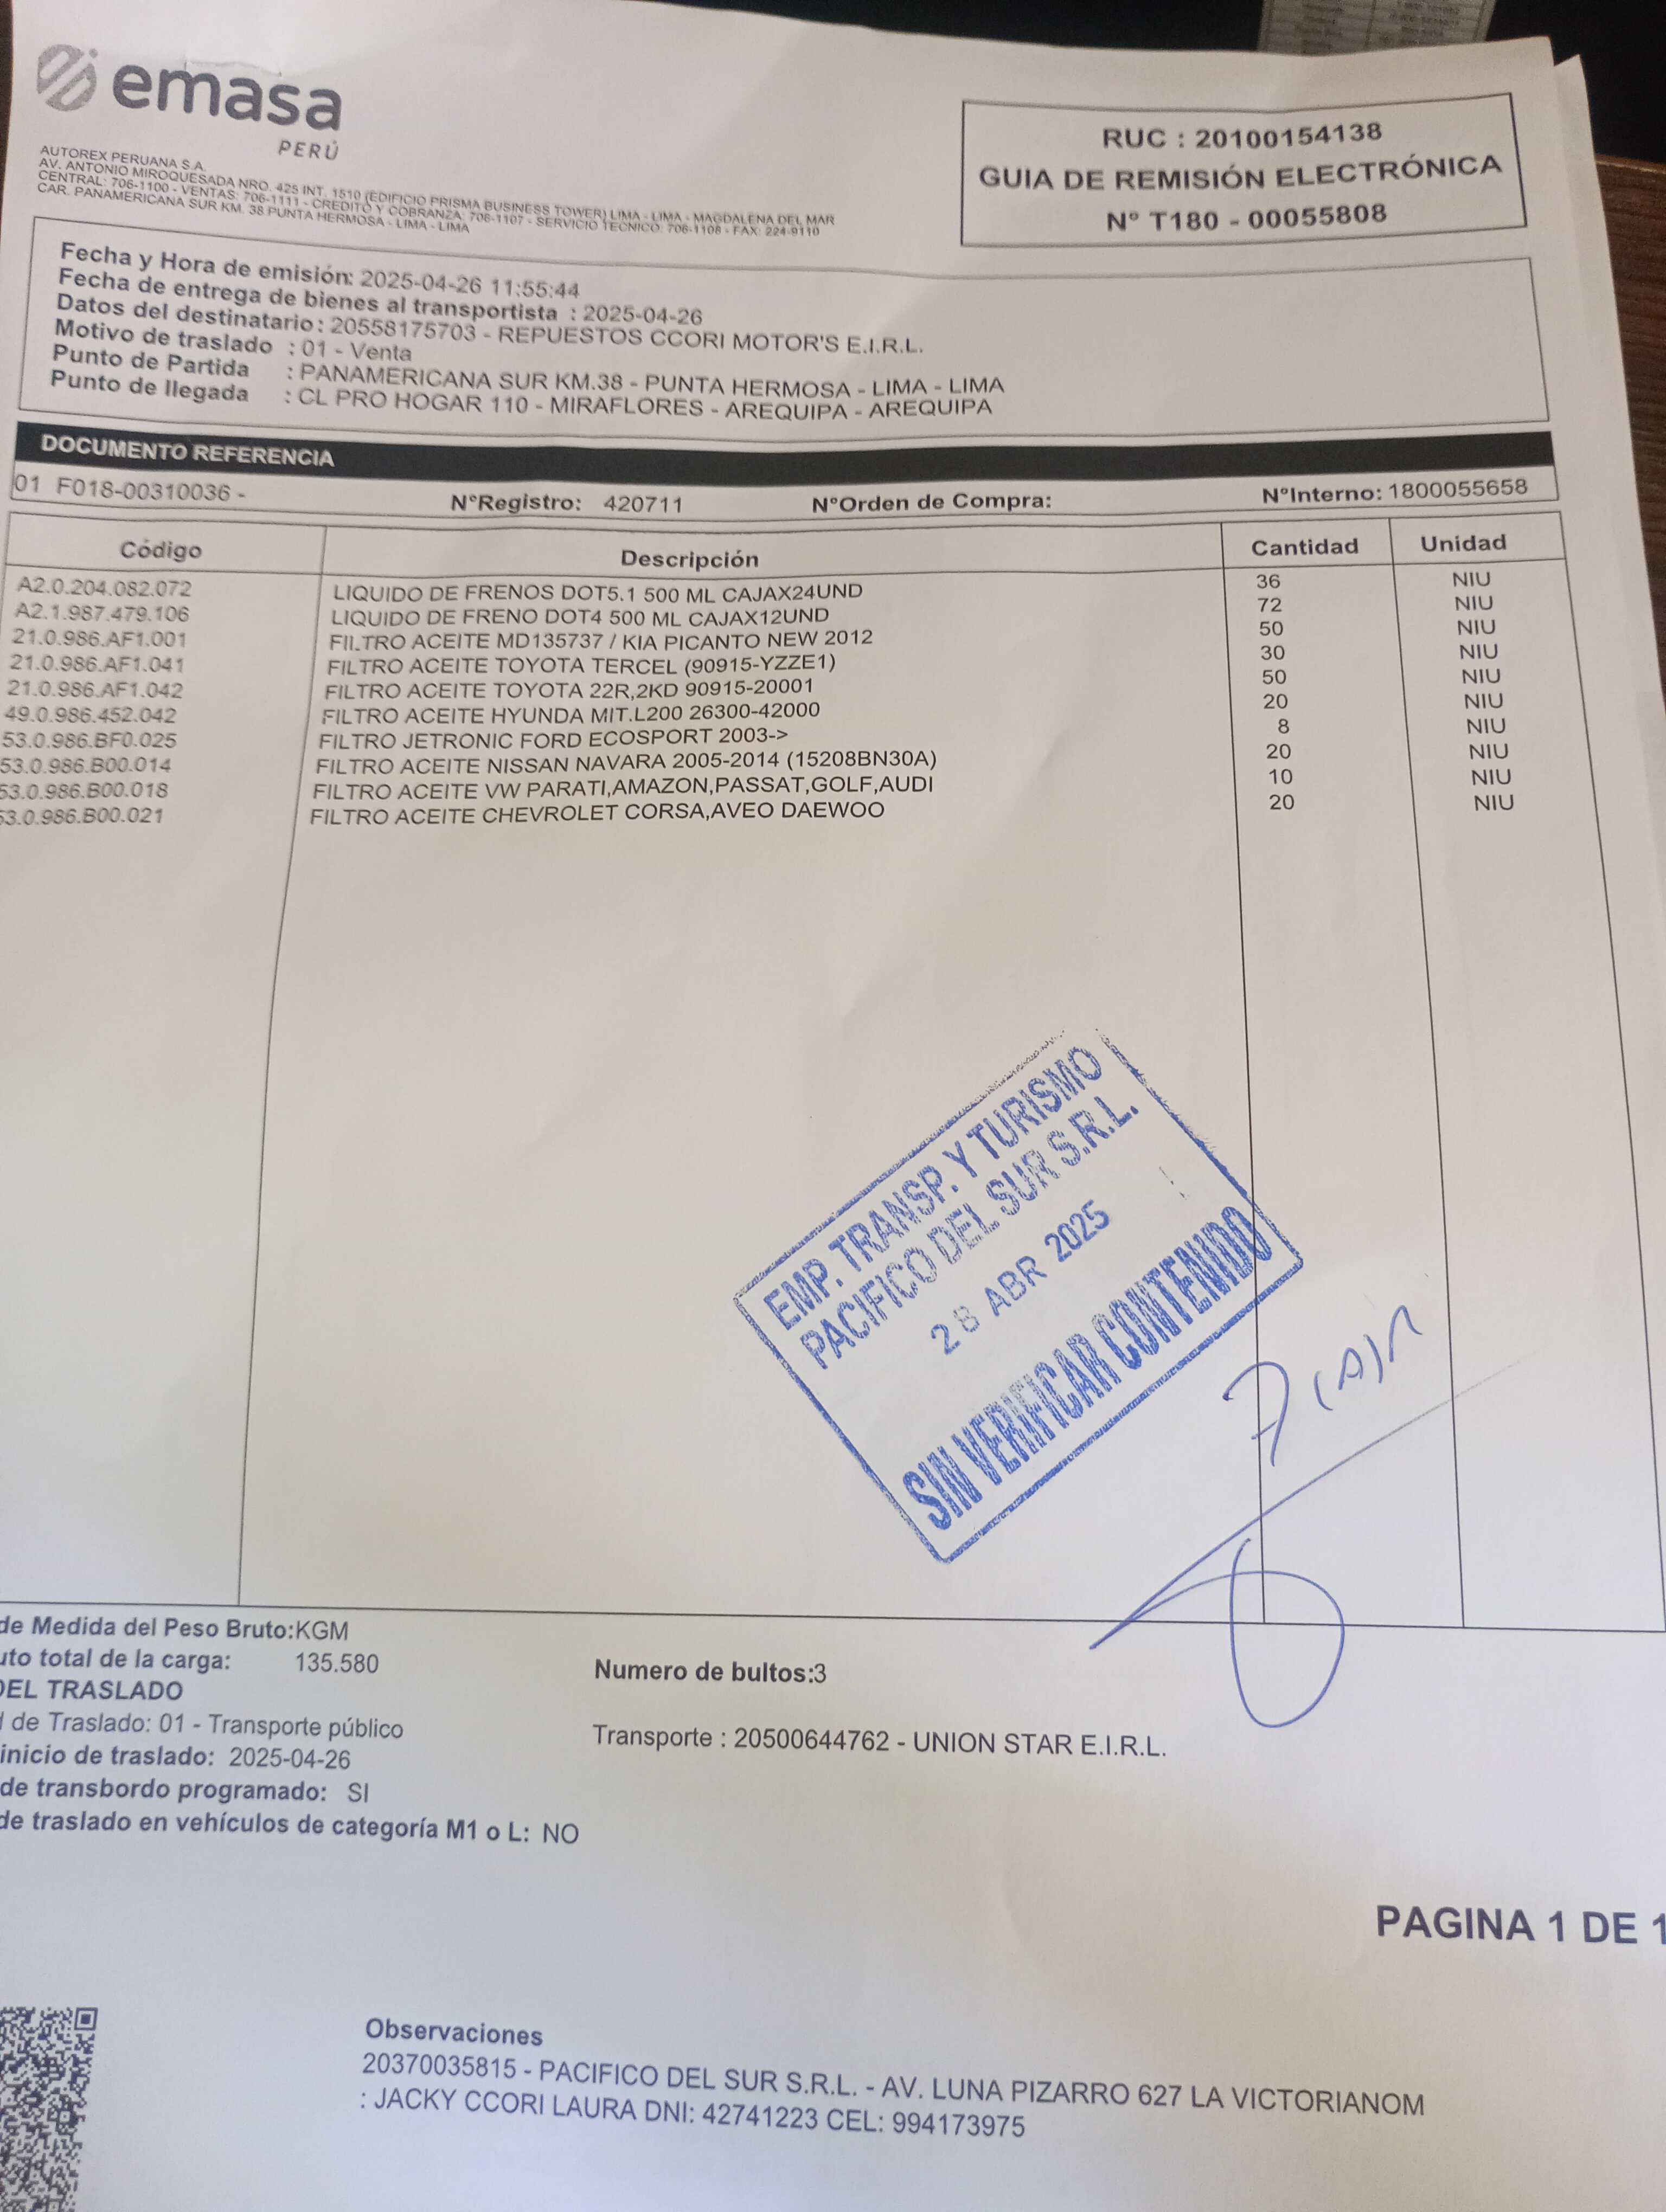 emasa
PERÚ
AUTOREX PERUANA S.A.
AV. ANTONIO MIROQUESADA NRO. 425 INT. 1510 (EDIFICIO PRISMA BUSINESS TOWER) LIMA - LIMA - MAGDALENA DEL MAR
CENTRAL: 706-1100 - VENTAS: 706-1111 - CREDITO Y COBRANZA: 706-1107 - SERVICIO TECNICO: 706-1108 - FAX: 224-9110
CAR. PANAMERICANA SUR KM. 38 PUNTA HERMOSA - LIMA - LIMA
RUC : 20100154138
GUIA DE REMISIÓN ELECTRÓNICA
Nº T180 - 00055808
Fecha y Hora de emisión: 2025-04-26 11:55:44
Fecha de entrega de bienes al transportista : 2025-04-26
Datos del destinatario : 20558175703 - REPUESTOS CCORI MOTOR'S E.I.R.L.
Motivo de traslado : 01 - Venta
Punto de Partida : PANAMERICANA SUR KM.38 - PUNTA HERMOSA - LIMA - LIMA
Punto de llegada : CL PRO HOGAR 110 - MIRAFLORES - AREQUIPA - AREQUIPA
DOCUMENTO REFERENCIA
01 F018-00310036 - N°Registro: 420711 N°Orden de Compra: N°Interno: 1800055658
Código Descripción Cantidad Unidad
A2.0.204.082.072 LIQUIDO DE FRENOS DOT5.1 500 ML CAJAX24UND 36 NIU
A2.1.987.479.106 LIQUIDO DE FRENO DOT4 500 ML CAJAX12UND 72 NIU
21.0.986.AF1.001 FILTRO ACEITE MD135737 / KIA PICANTO NEW 2012 50 NIU
21.0.986.AF1.041 FILTRO ACEITE TOYOTA TERCEL (90915-YZZE1) 30 NIU
21.0.986.AF1.042 FILTRO ACEITE TOYOTA 22R,2KD 90915-20001 50 NIU
49.0.986.452.042 FILTRO ACEITE HYUNDA MIT.L200 26300-42000 20 NIU
53.0.986.BF0.025 FILTRO JETRONIC FORD ECOSPORT 2003-> 8 NIU
53.0.986.B00.014 FILTRO ACEITE NISSAN NAVARA 2005-2014 (15208BN30A) 20 NIU
53.0.986.B00.018 FILTRO ACEITE VW PARATI,AMAZON,PASSAT,GOLF,AUDI 10 NIU
53.0.986.B00.021 FILTRO ACEITE CHEVROLET CORSA,AVEO DAEWOO 20 NIU
EMP. TRANSP. Y TURISMO
PACIFICO DEL SUR S.R.L.
28 ABR 2025
SIN VERIFICAR CONTENIDO
de Medida del Peso Bruto:KGM
uto total de la carga: 135.580 Numero de bultos:3
DEL TRASLADO
de Traslado: 01 - Transporte público Transporte : 20500644762 - UNION STAR E.I.R.L.
inicio de traslado: 2025-04-26
de transbordo programado: SI
de traslado en vehículos de categoría M1 o L: NO
PAGINA 1 DE 1
Observaciones
20370035815 - PACIFICO DEL SUR S.R.L. - AV. LUNA PIZARRO 627 LA VICTORIANOM
: JACKY CCORI LAURA DNI: 42741223 CEL: 994173975